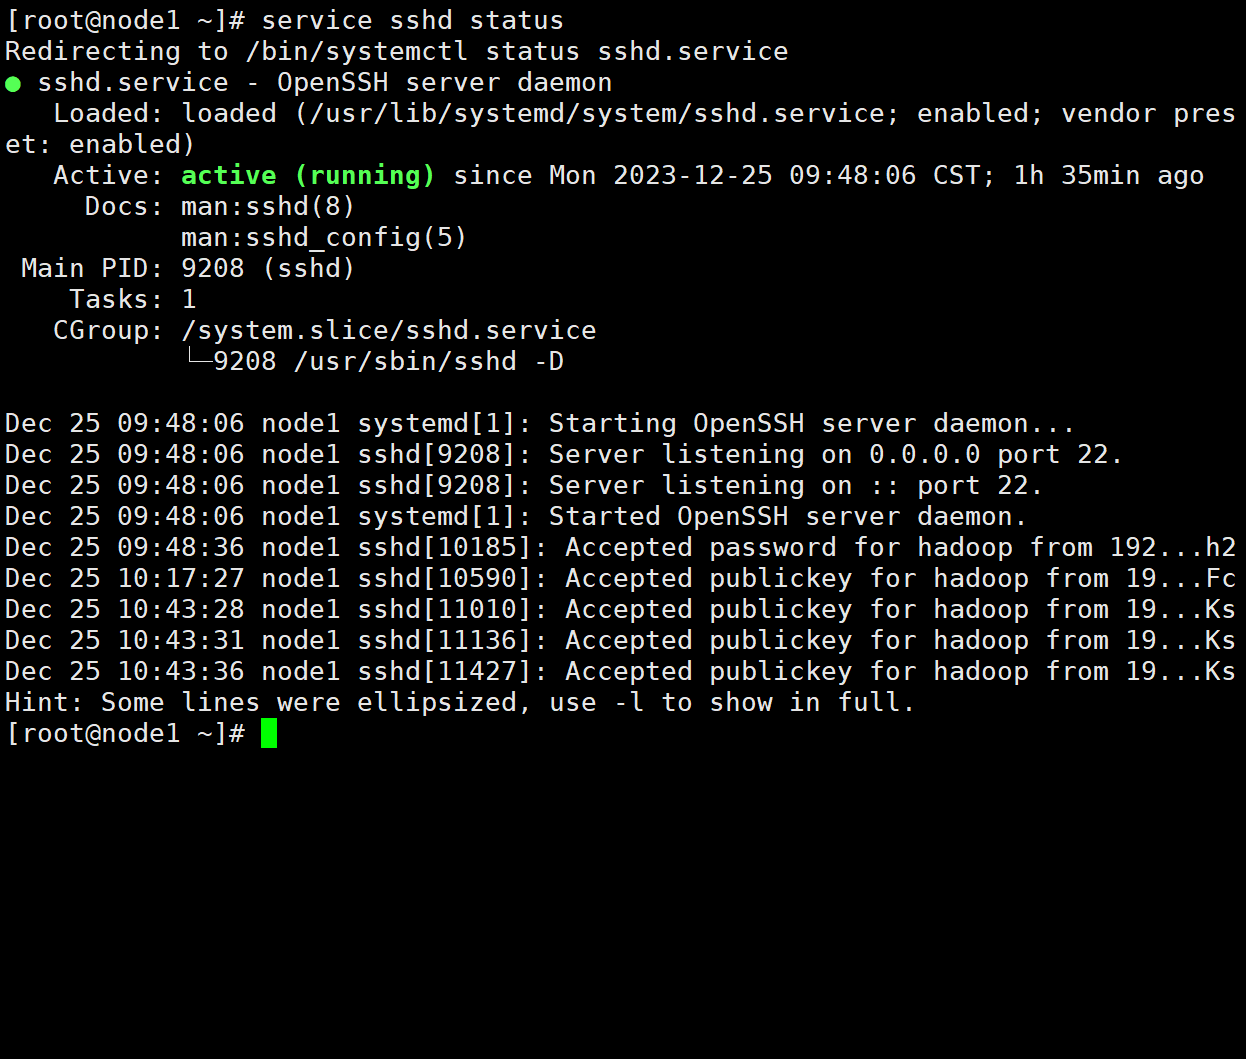 [root@node1 ~]# service sshd status
Redirecting to /bin/systemctl status sshd.service
● sshd.service - OpenSSH server daemon
   Loaded: loaded (/usr/lib/systemd/system/sshd.service; enabled; vendor pres
et: enabled)
   Active: active (running) since Mon 2023-12-25 09:48:06 CST; 1h 35min ago
     Docs: man:sshd(8)
           man:sshd_config(5)
 Main PID: 9208 (sshd)
    Tasks: 1
   CGroup: /system.slice/sshd.service
           └─9208 /usr/sbin/sshd -D

Dec 25 09:48:06 node1 systemd[1]: Starting OpenSSH server daemon...
Dec 25 09:48:06 node1 sshd[9208]: Server listening on 0.0.0.0 port 22.
Dec 25 09:48:06 node1 sshd[9208]: Server listening on :: port 22.
Dec 25 09:48:06 node1 systemd[1]: Started OpenSSH server daemon.
Dec 25 09:48:36 node1 sshd[10185]: Accepted password for hadoop from 192...h2
Dec 25 10:17:27 node1 sshd[10590]: Accepted publickey for hadoop from 19...Fc
Dec 25 10:43:28 node1 sshd[11010]: Accepted publickey for hadoop from 19...Ks
Dec 25 10:43:31 node1 sshd[11136]: Accepted publickey for hadoop from 19...Ks
Dec 25 10:43:36 node1 sshd[11427]: Accepted publickey for hadoop from 19...Ks
Hint: Some lines were ellipsized, use -l to show in full.
[root@node1 ~]#